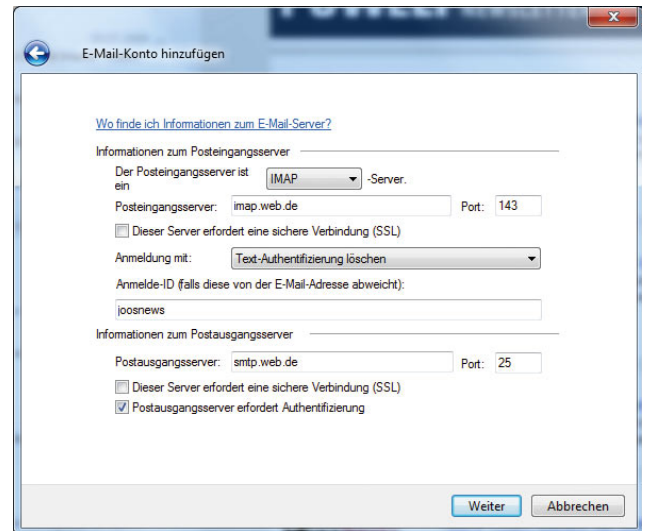 E-Mail-Konto hinzufügen
Wo finde ich Informationen zum E-Mail-Server?
Informationen zum Posteingangsserver
Der Posteingangsserver ist
ein
IMAP
-Server.
Posteingangsserver: imap.web.de Port: 143
Dieser Server erfordert eine sichere Verbindung (SSL)
Anmeldung mit: Text-Authentifizierung löschen
Anmelde-ID (falls diese von der E-Mail-Adresse abweicht):
joosnews
Informationen zum Postausgangsserver
Postausgangsserver: smtp.web.de Port: 25
Dieser Server erfordert eine sichere Verbindung (SSL)
Postausgangsserver erfordert Authentifizierung
Weiter Abbrechen